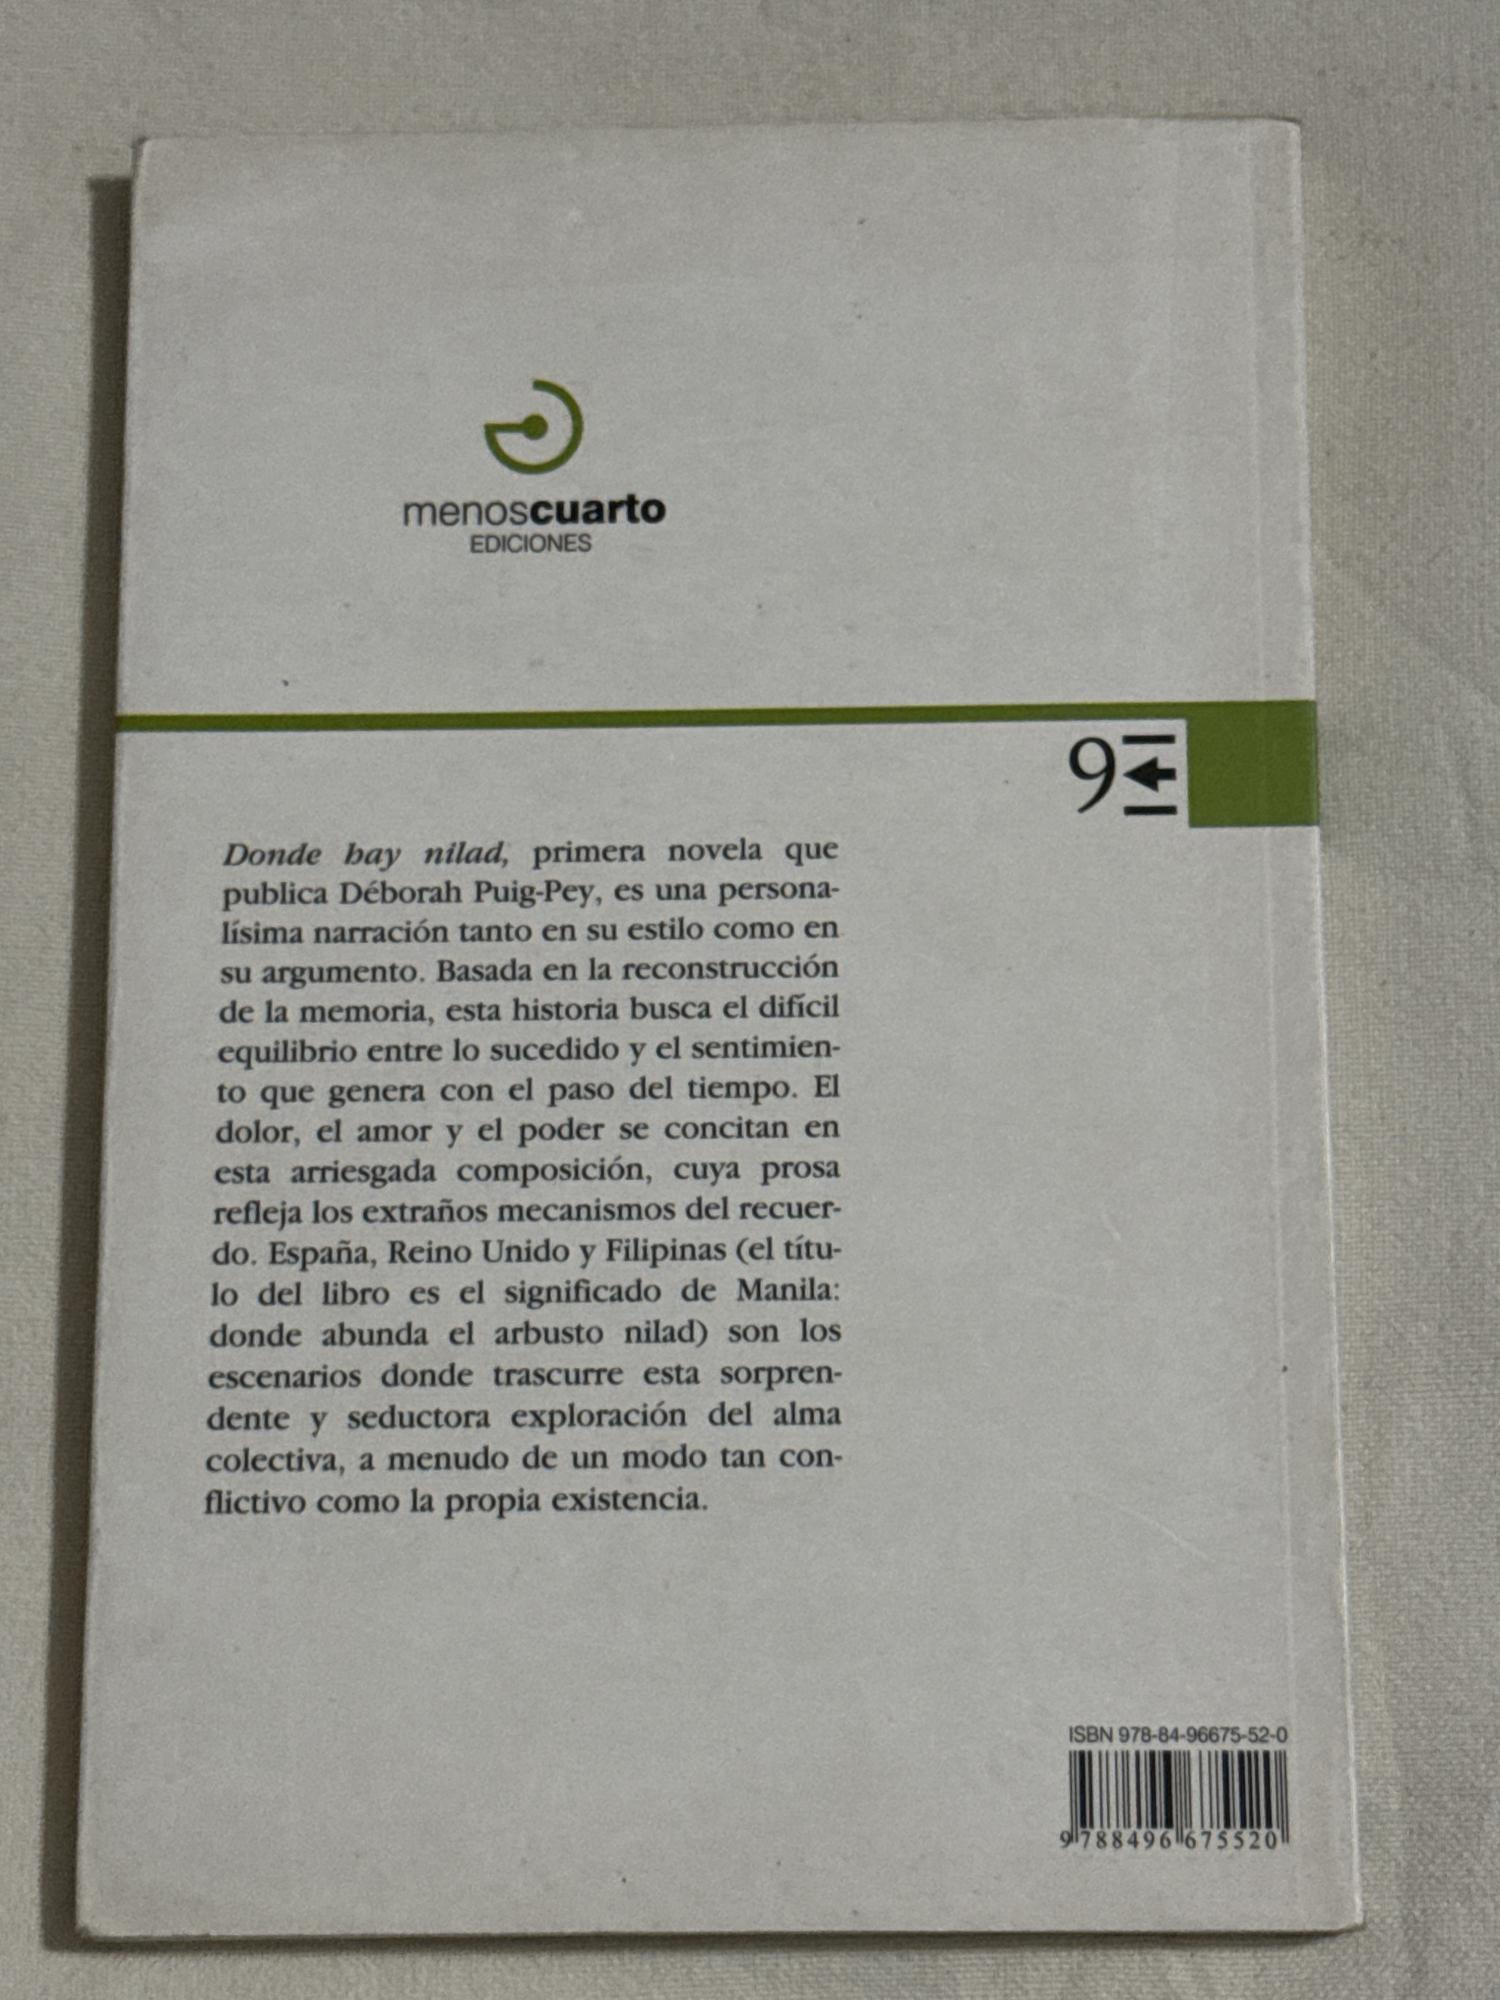 menoscuarto
EDICIONES
9
Donde hay nilad, primera novela que
publica Déborah Puig-Pey, es una persona-
lísima narración tanto en su estilo como en
su argumento. Basada en la reconstrucción
de la memoria, esta historia busca el difícil
equilibrio entre lo sucedido y el sentimien-
to que genera con el paso del tiempo. El
dolor, el amor y el poder se concitan en
esta arriesgada composición, cuya prosa
refleja los extraños mecanismos del recuer-
do. España, Reino Unido y Filipinas (el títu-
lo del libro es el significado de Manila:
donde abunda el arbusto nilad) son los
escenarios donde trascurre esta sorpren-
dente y seductora exploración del alma
colectiva, a menudo de un modo tan con-
flictivo como la propia existencia.
ISBN 978-84-96675-52-0
9 788496 675520